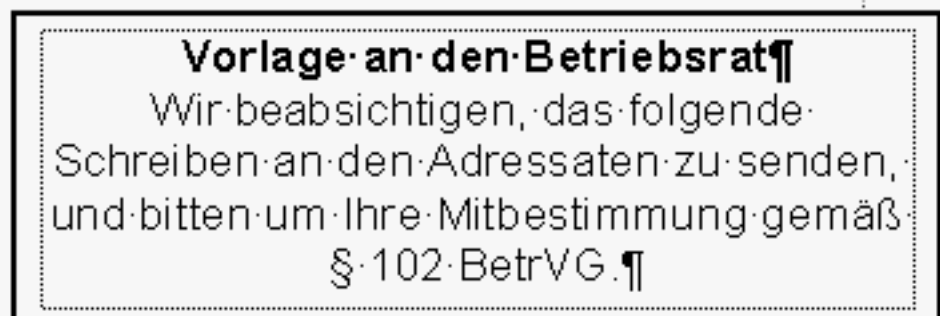 Vorlage·an·den·Betriebsrat¶
Wir·beabsichtigen,·das·folgende·
Schreiben·an·den·Adressaten·zu·senden,·
und·bitten·um·Ihre·Mitbestimmung·gemäß·
§·102·BetrVG.¶